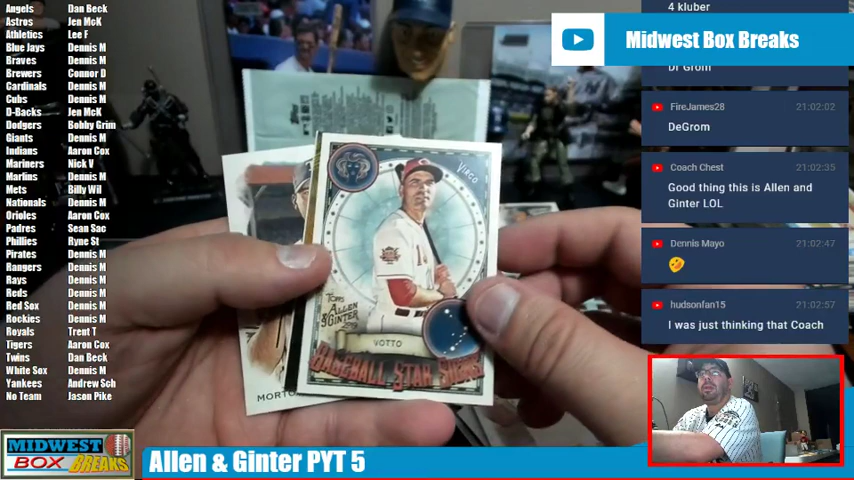 Angels Dan Beck
Astros Jen McK
Athletics Lee F
Blue Jays Dennis M
Braves Dennis M
Brewers Connor D
Cardinals Dennis M
Cubs Dennis M
D-Backs Jen McK
Dodgers Bobby Grim
Giants Dennis M
Indians Aaron Cox
Mariners Nick V
Marlins Dennis M
Mets Billy Wil
Nationals Dennis M
Orioles Aaron Cox
Padres Sean Sac
Phillies Ryne St
Pirates Dennis M
Rangers Dennis M
Rays Dennis M
Reds Dennis M
Red Sox Dennis M
Rockies Dennis M
Royals Trent T
Tigers Aaron Cox
Twins Dan Beck
White Sox Dennis M
Yankees Andrew Sch
No Team Jason Pike
MIDWEST
BOX BREAKS
VIRGO
TOPPS
ALLEN
& GINTER
VOTTO
BASEBALL STAR SIGNS
MORTO
Allen & Ginter PYT 5
4 kluber
Midwest Box Breaks
Dr Grom
FireJames28 21:02:02
DeGrom
Coach Chest 21:02:35
Good thing this is Allen and
Ginter LOL
Dennis Mayo 21:02:47
hudsonfan15 21:02:57
I was just thinking that Coach